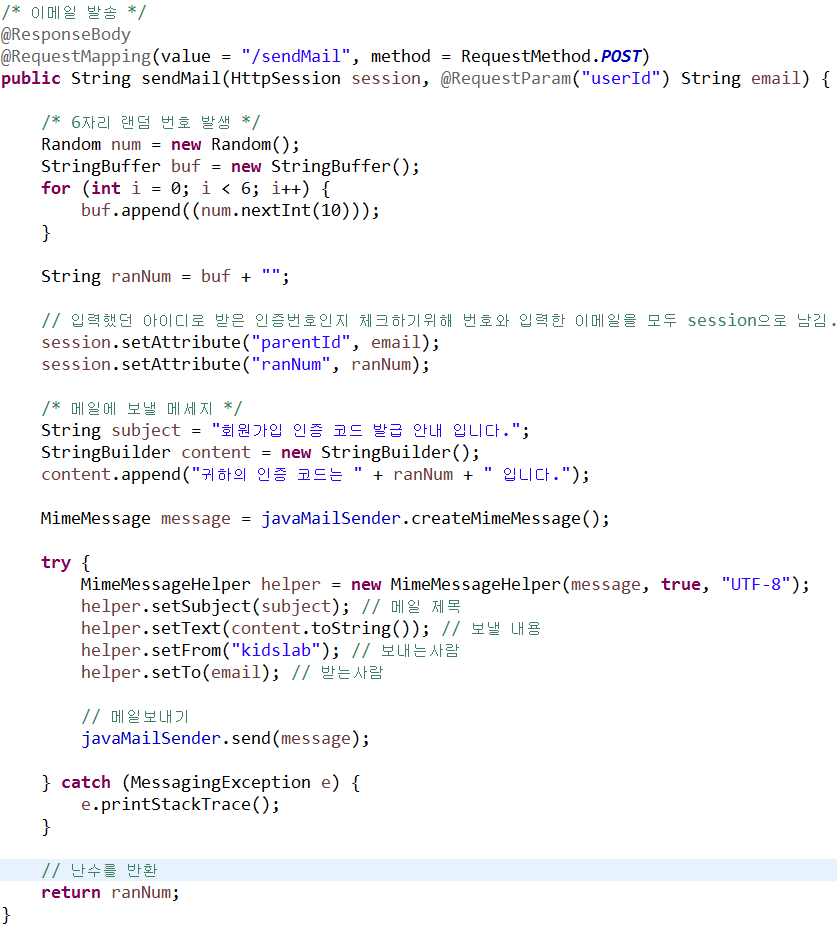 /* 이메일 발송 */
@ResponseBody
@RequestMapping(value = "/sendMail", method = RequestMethod.POST)
public String sendMail(HttpSession session, @RequestParam("userId") String email) {
/* 6자리 랜덤 번호 발생 */
Random num = new Random();
StringBuffer buf = new StringBuffer();
for (int i = 0; i < 6; i++) {
buf.append((num.nextInt(10)));
}
String ranNum = buf + "";
// 입력했던 아이디로 받은 인증번호인지 체크하기위해 번호와 입력한 이메일을 모두 session으로 남김.
session.setAttribute("parentId", email);
session.setAttribute("ranNum", ranNum);
/* 메일에 보낼 메세지 */
String subject = "회원가입 인증 코드 발급 안내 입니다.";
StringBuilder content = new StringBuilder();
content.append("귀하의 인증 코드는 " + ranNum + " 입니다.");
MimeMessage message = javaMailSender.createMimeMessage();
try {
MimeMessageHelper helper = new MimeMessageHelper(message, true, "UTF-8");
helper.setSubject(subject); // 메일 제목
helper.setText(content.toString()); // 보낼 내용
helper.setFrom("kidslab"); // 보내는사람
helper.setTo(email); // 받는사람
// 메일보내기
javaMailSender.send(message);
} catch (MessagingException e) {
e.printStackTrace();
}
// 난수를 반환
return ranNum;
}